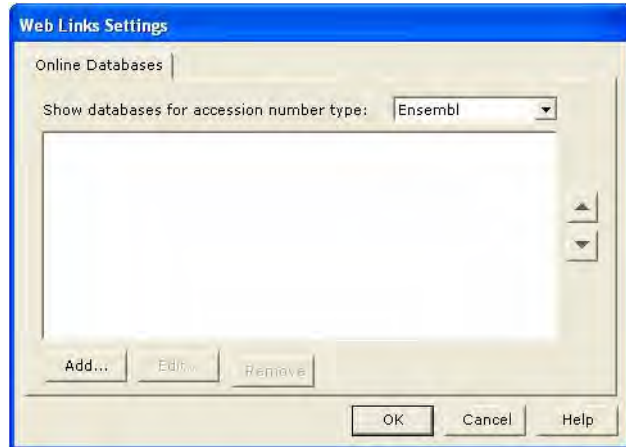 Web Links Settings
Online Databases
Show databases for accession number type: Ensembl
Add... Edit... Remove
OK Cancel Help